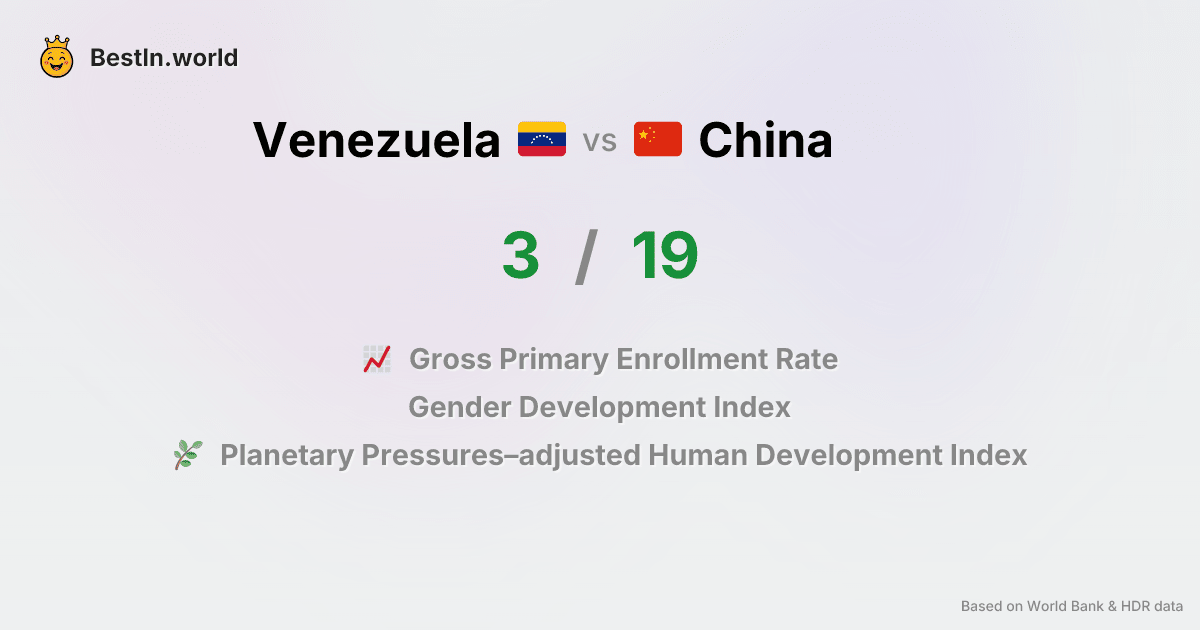 BestIn.world
Venezuela vs China
3 / 19
Gross Primary Enrollment Rate
Gender Development Index
Planetary Pressures–adjusted Human Development Index
Based on World Bank & HDR data